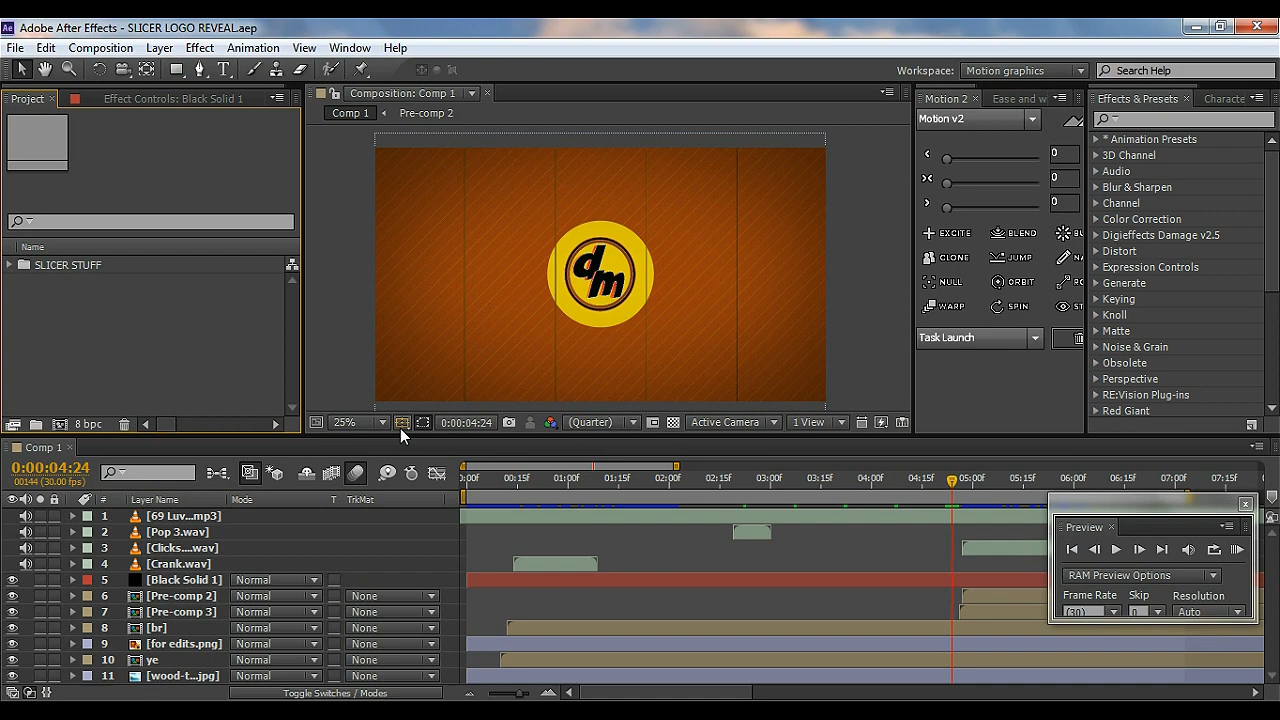 Adobe After Effects - SLICER LOGO REVEAL.aep
File Edit Composition Layer Effect Animation View Window Help
Workspace: Motion graphics Search Help
Project Effect Controls: Black Solid 1 Composition: Comp 1 Motion 2 Ease and w Effects & Presets Characte
Comp 1 Pre-comp 2
Motion v2
dm
0
0
0
EXCITE BLEND BU
CLONE JUMP
NULL ORBIT
WARP SPIN
Task Launch
* Animation Presets
3D Channel
Audio
Blur & Sharpen
Channel
Color Correction
Digieffects Damage v2.5
Distort
Expression Controls
Generate
Keying
Knoll
Matte
Noise & Grain
Obsolete
Perspective
RE:Vision Plug-ins
Red Giant
Name
SLICER STUFF
8 bpc
25% 0:00:04:24 (Quarter) Active Camera 1 View
Comp 1
0:00:04:24
00144 (30.00 fps)
:00f 00:15f 01:00f 01:15f 02:00f 02:15f 03:00f 03:15f 04:00f 04:15f 05:00f 05:15f 06:00f 06:15f 07:00f 07:15f
# Layer Name Mode T TrkMat
1 [69 Luv...mp3]
2 [Pop 3.wav]
3 [Clicks....wav]
4 [Crank.wav]
5 [Black Solid 1] Normal
6 [Pre-comp 2] Normal None
7 [Pre-comp 3] Normal None
8 [br] Normal None
9 [for edits.png] Normal None
10 ye Normal None
11 [wood-t...jpg] Normal None
Toggle Switches / Modes
Preview
RAM Preview Options
Frame Rate Skip Resolution
(30) 0 Auto